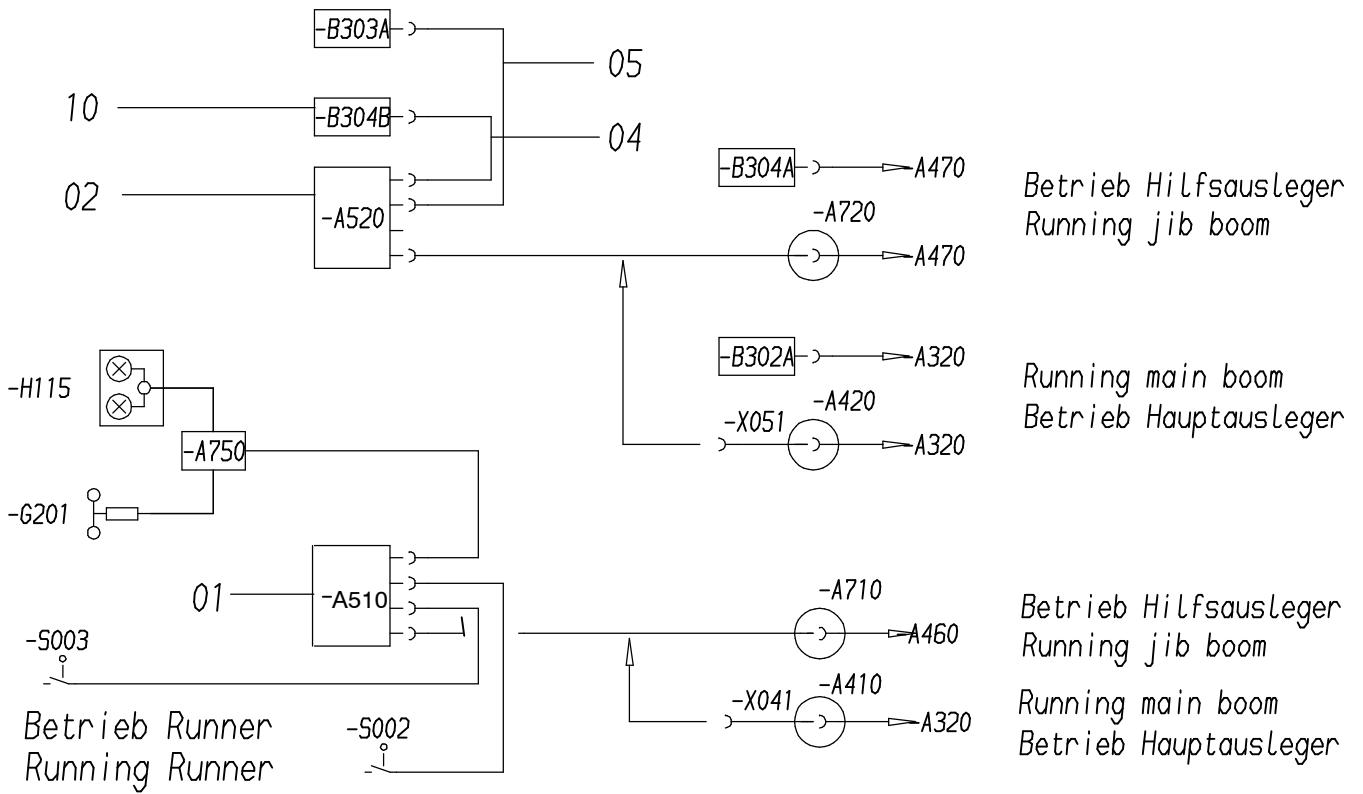 -B303A
05
10
-B304B
04
-B304A
A470
02
-A520
-A720
A470
Betrieb Hilfsausleger
Running jib boom
-B302A
A320
-H115
-A420
-X051
A320
Running main boom
Betrieb Hauptausleger
-A750
-G201
01
-A510
-A710
A460
Betrieb Hilfsausleger
Running jib boom
-S003
-A410
-X041
A320
Running main boom
Betrieb Hauptausleger
Betrieb Runner
Running Runner
-S002